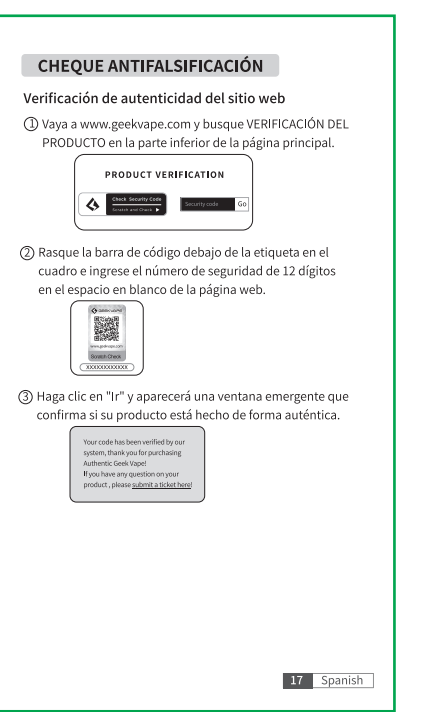 CHEQUE ANTIFALSIFICACIÓN
Verificación de autenticidad del sitio web
① Vaya a www.geekvape.com y busque VERIFICACIÓN DEL
PRODUCTO en la parte inferior de la página principal.
PRODUCT VERIFICATION
Check Security Code
Scratch and Check ▶
Security code Go
② Rasque la barra de código debajo de la etiqueta en el
cuadro e ingrese el número de seguridad de 12 dígitos
en el espacio en blanco de la página web.
GEEK VAPE
www.geekvape.com
Scratch Check
XXXXXXXXXXXX
③ Haga clic en "Ir" y aparecerá una ventana emergente que
confirma si su producto está hecho de forma auténtica.
Your code has been verified by our
system, thank you for purchasing
Authentic Geek Vape!
If you have any question on your
product , please submit a ticket here!
17 Spanish